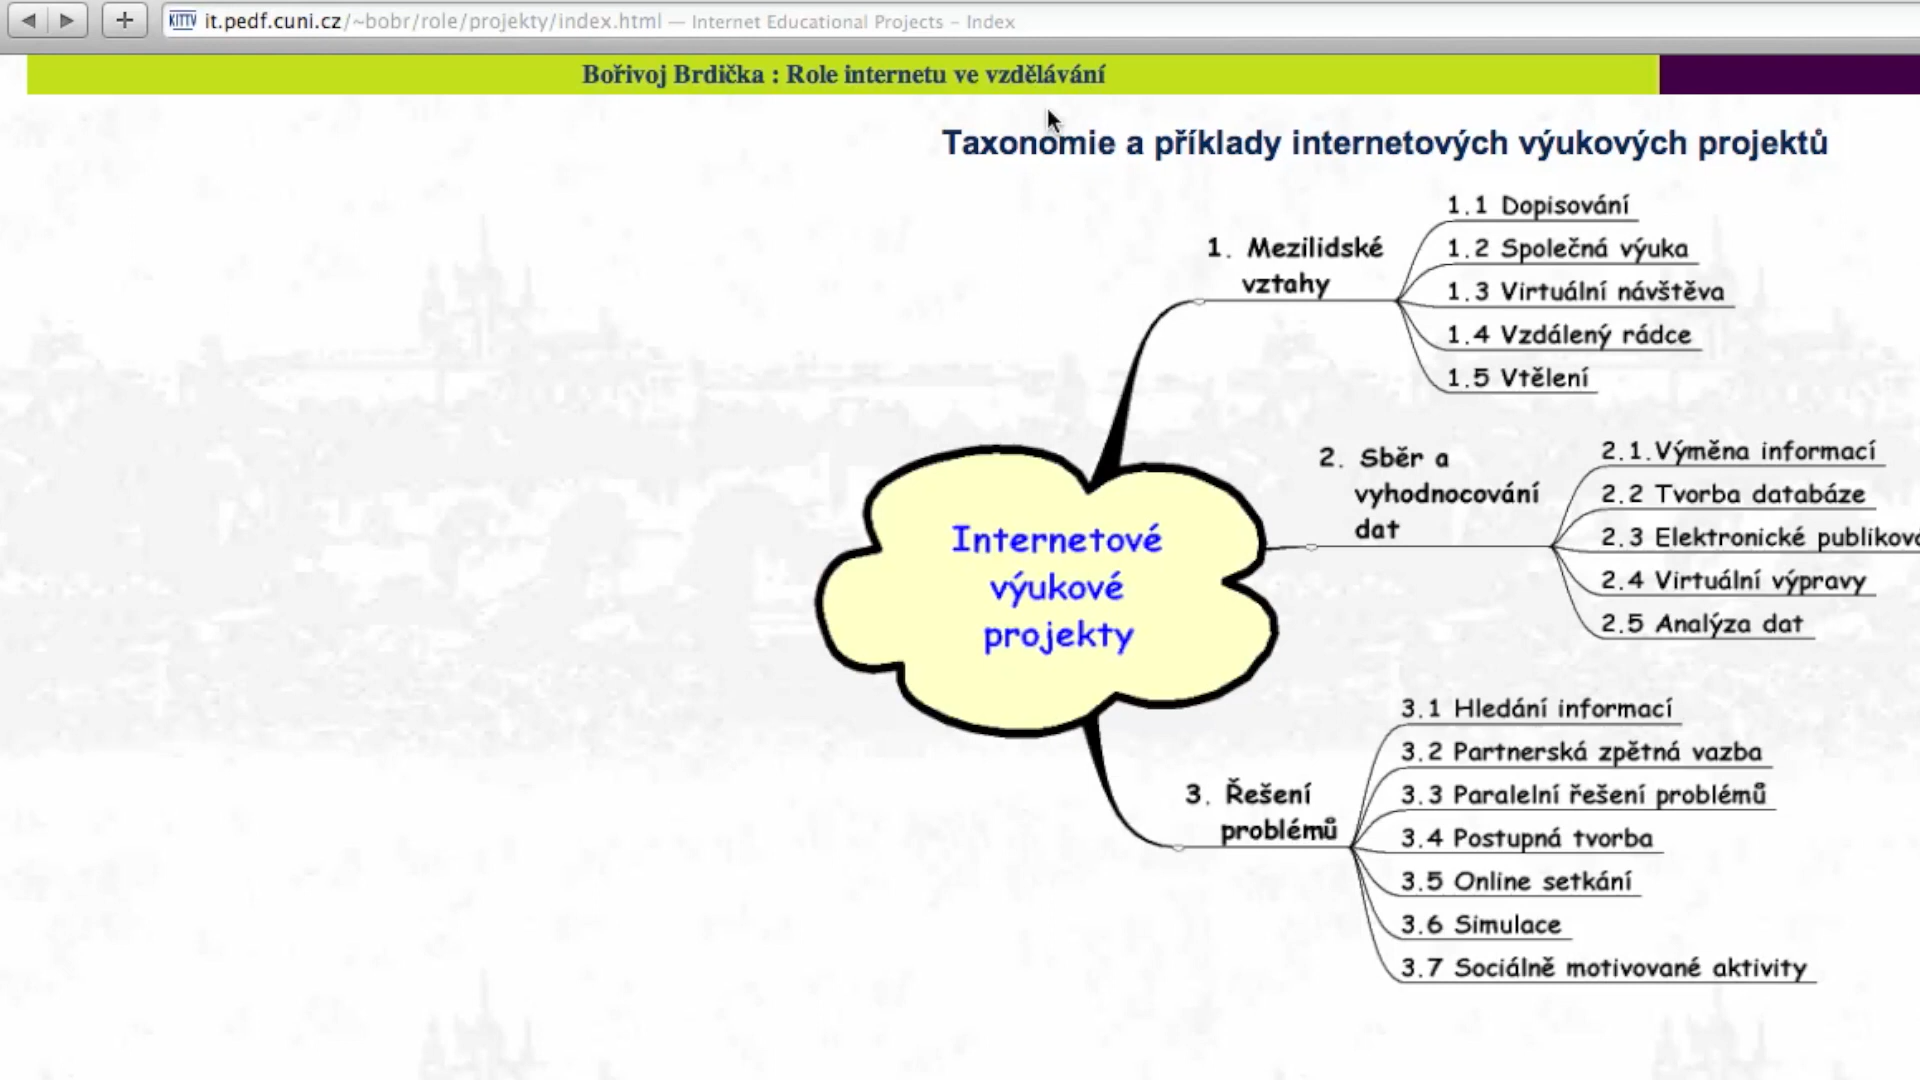 KITTV it.pedf.cuni.cz/~bobr/role/projekty/index.html — Internet Educational Projects – Index
Bořivoj Brdička : Role internetu ve vzdělávání
Taxonomie a příklady internetových výukových projektů
1. Mezilidské
vztahy
1.1 Dopisování
1.2 Společná výuka
1.3 Virtuální návštěva
1.4 Vzdálený rádce
1.5 Vtělení
Internetové
výukové
projekty
2. Sběr a
vyhodnocování
dat
2.1.Výměna informací
2.2 Tvorba databáze
2.3 Elektronické
2.4 Virtuální výpravy
2.5 Analýza dat
3. Řešení
problémů
3.1 Hledání informací
3.2 Partnerská zpětná vazba
3.3 Paralelní řešení problémů
3.4 Postupná tvorba
3.5 Online setkání
3.6 Simulace
3.7 Sociálně motivované aktivity